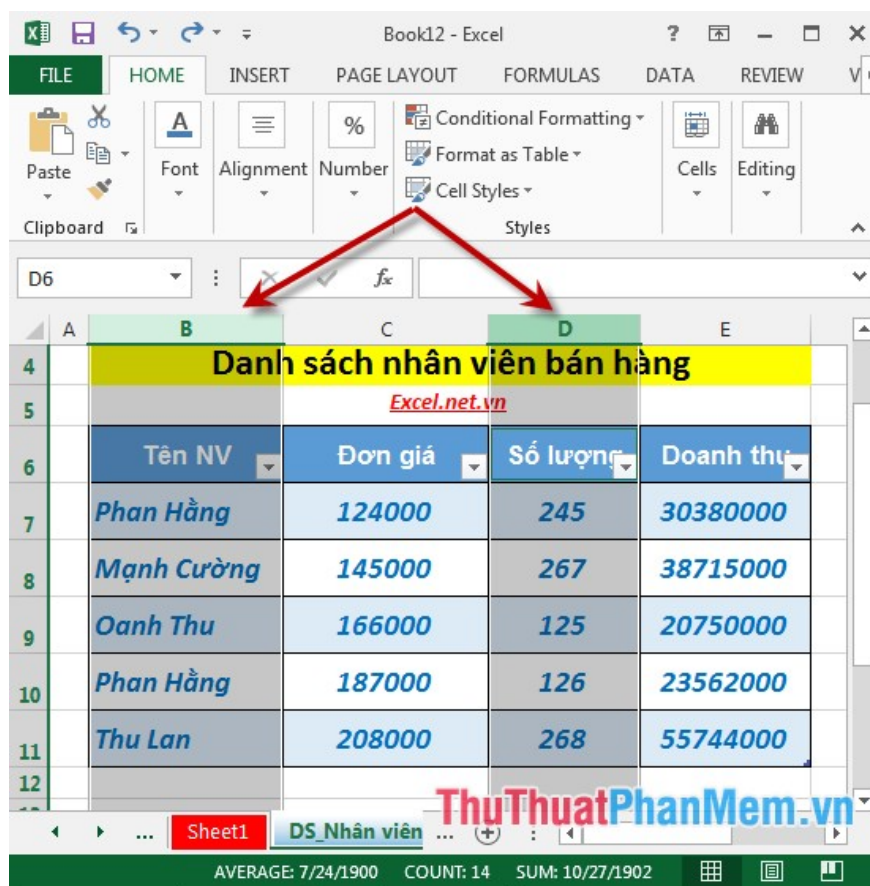 Book12 - Excel
FILE HOME INSERT PAGE LAYOUT FORMULAS DATA REVIEW V
Paste
Font
Alignment
%
Number
Conditional Formatting
Format as Table
Cell Styles
Cells
Editing
Clipboard
Styles
D6
fx
A B C D E
4 Danh sách nhân viên bán hàng
5 Excel.net.vn
6 Tên NV Đơn giá Số lượng Doanh thu
7 Phan Hằng 124000 245 30380000
8 Mạnh Cường 145000 267 38715000
9 Oanh Thu 166000 125 20750000
10 Phan Hằng 187000 126 23562000
11 Thu Lan 208000 268 55744000
12
ThuThuatPhanMem.vn
... Sheet1 DS_Nhân viên ...
AVERAGE: 7/24/1900 COUNT: 14 SUM: 10/27/1902